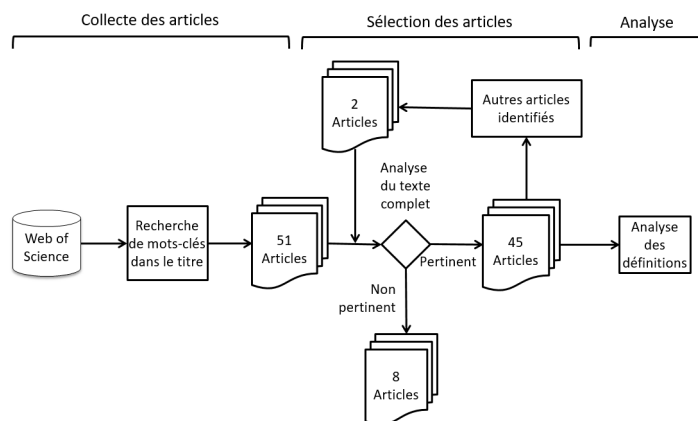 Collecte des articles
Sélection des articles
Analyse
2
Articles
Autres articles
identifiés
Analyse
du texte
complet
Web of
Science
Recherche
de mots-clés
dans le titre
51
Articles
Pertinent
45
Articles
Analyse
des
définitions
Non
pertinent
8
Articles